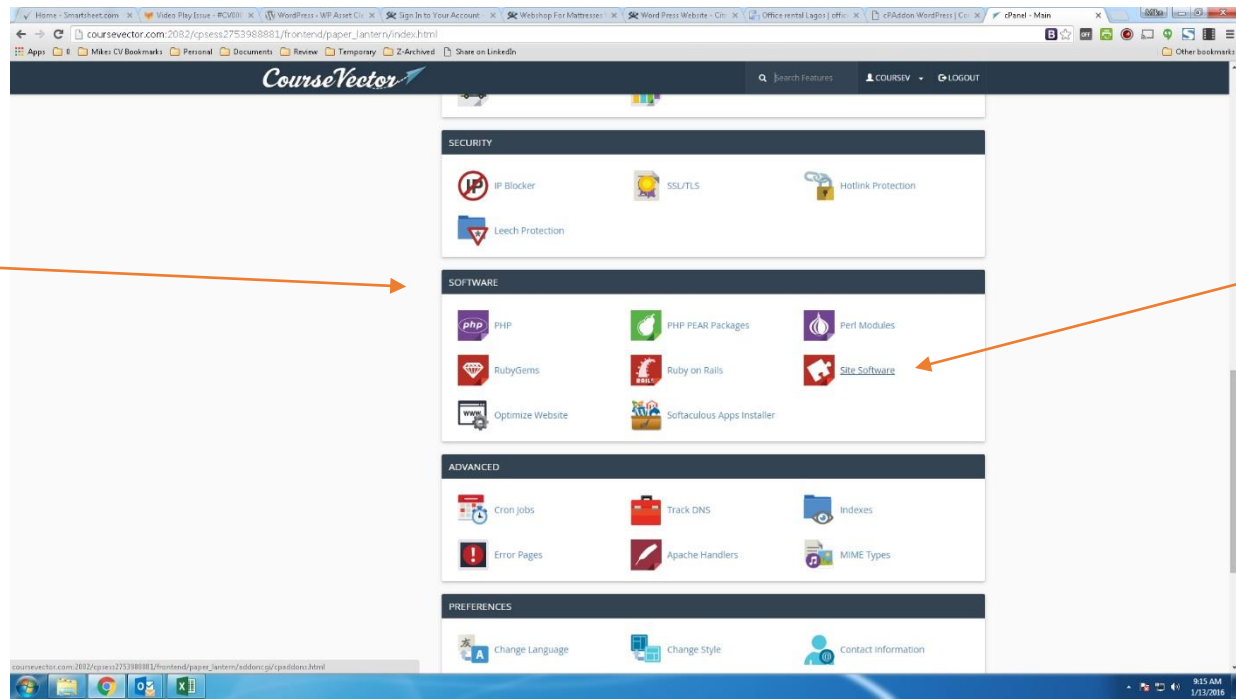 Home - Smartsheet.com
Video Play Issue - #CV00
WordPress › WP Asset Cl
Sign In to Your Account
Webshop For Mattresses
Word Press Website - Cit
Office rental Lagos | offic
cPAddon WordPress | Co
cPanel - Main
coursevector.com:2082/cpsess2753988881/frontend/paper_lantern/index.html
Apps
Mikes CV Bookmarks
Personal
Documents
Review
Temporary
Z-Archived
Share on LinkedIn
Other bookmarks
CourseVector
Search Features
COURSEV
LOGOUT
SECURITY
IP Blocker
SSL/TLS
Hotlink Protection
Leech Protection
SOFTWARE
php PHP
PHP PEAR Packages
Perl Modules
RubyGems
RAILS Ruby on Rails
Site Software
www. Optimize Website
Softaculous Apps Installer
ADVANCED
Cron Jobs
Track DNS
Indexes
Error Pages
Apache Handlers
MIME Types
PREFERENCES
Change Language
Change Style
Contact Information
coursevector.com:2082/cpsess2753988881/frontend/paper_lantern/addoncgi/cpaddons.html
9:15 AM
1/13/2016